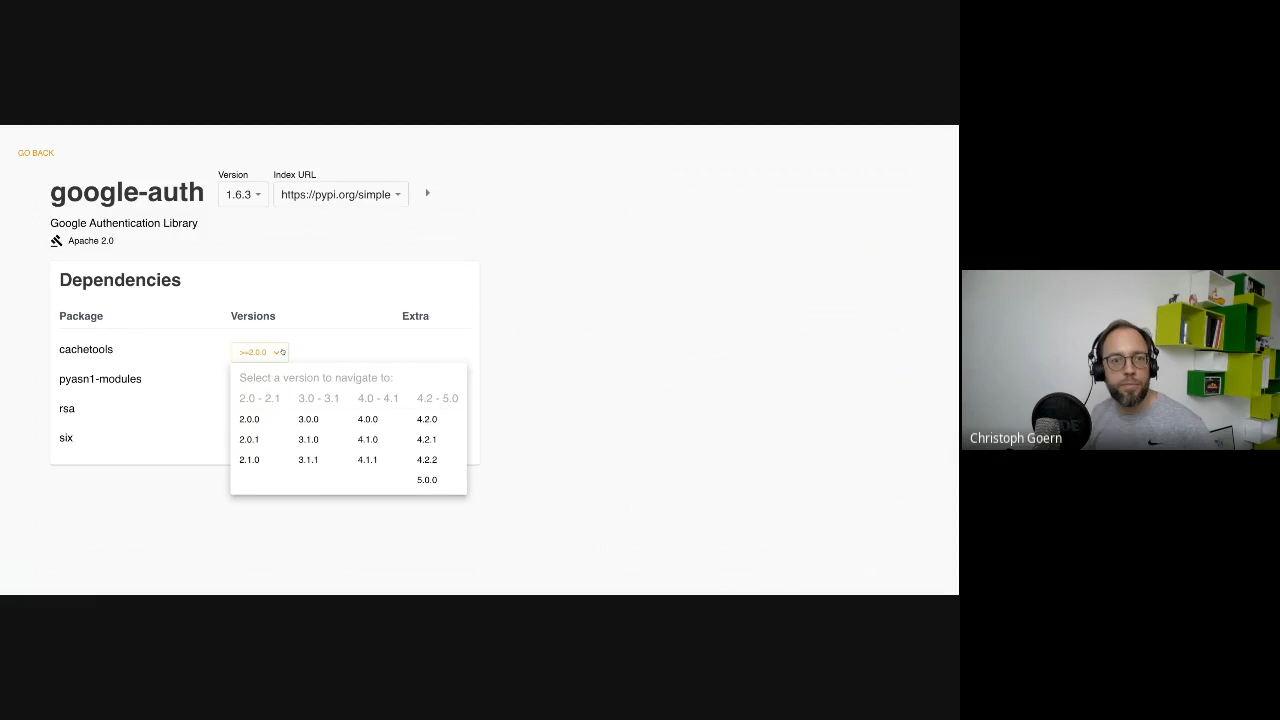 GO BACK
google-auth
Version
Index URL
1.6.3
https://pypi.org/simple
Google Authentication Library
Apache 2.0
Dependencies
Package Versions Extra
cachetools >=2.0.0
pyasn1-modules
rsa
six
Select a version to navigate to:
2.0 - 2.1 3.0 - 3.1 4.0 - 4.1 4.2 - 5.0
2.0.0 3.0.0 4.0.0 4.2.0
2.0.1 3.1.0 4.1.0 4.2.1
2.1.0 3.1.1 4.1.1 4.2.2
5.0.0
Christoph Goern